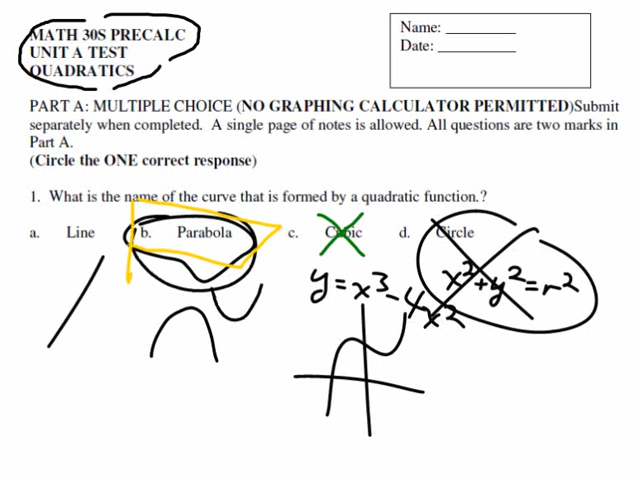 MATH 30S PRECALC
UNIT A TEST
QUADRATICS
Name: ________
Date: ________
PART A: MULTIPLE CHOICE (NO GRAPHING CALCULATOR PERMITTED)Submit
separately when completed. A single page of notes is allowed. All questions are two marks in
Part A.
(Circle the ONE correct response)
1. What is the name of the curve that is formed by a quadratic function.?
a. Line b. Parabola c. Cubic d. Circle
y = x³ - 4x² x² + y² = r²